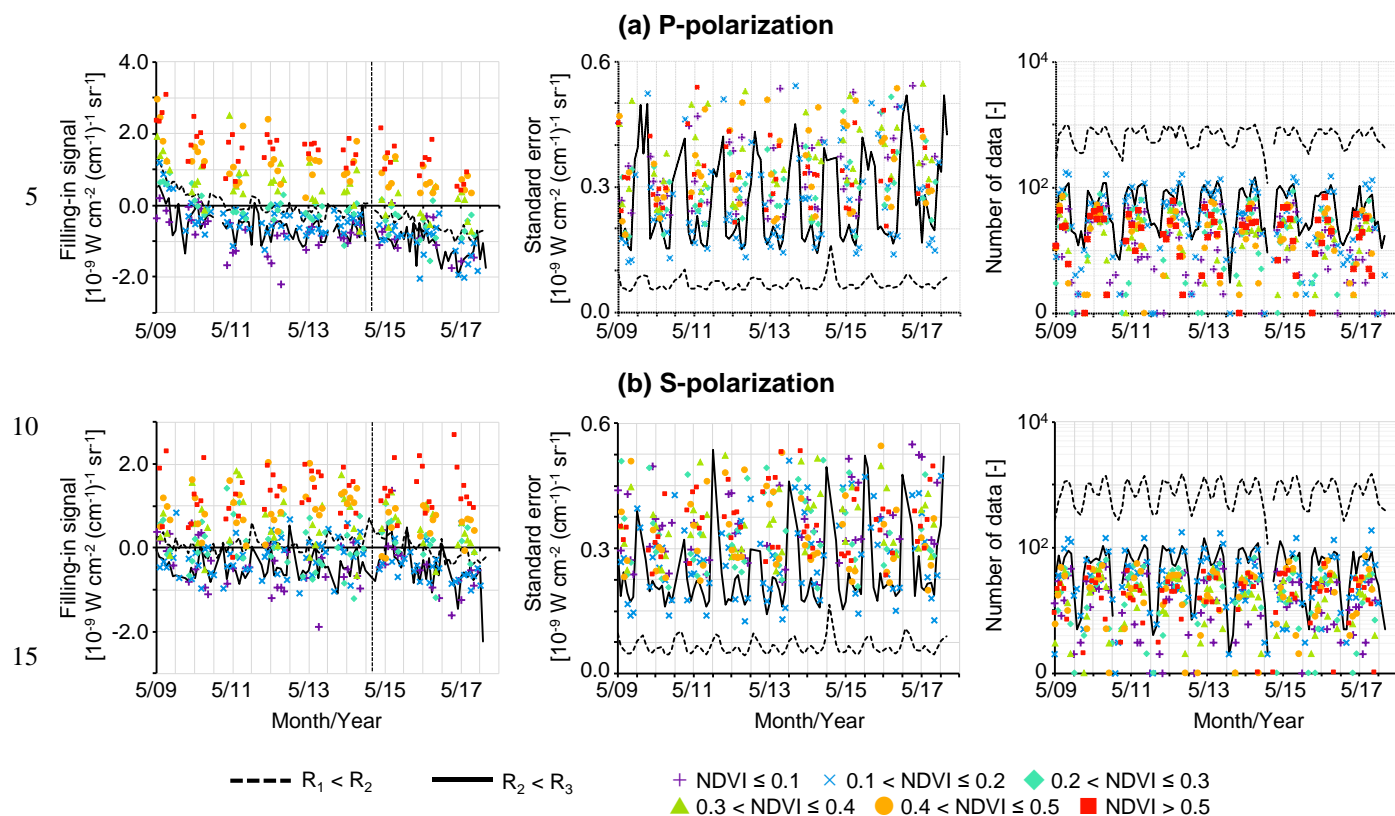 (a) P-polarization
Filling-in signal
[10⁻⁹ W cm⁻² (cm⁻¹)⁻¹ sr⁻¹]
4.0
2.0
0.0
-2.0
5/09 5/11 5/13 5/15 5/17
Standard error
[10⁻⁹ W cm⁻² (cm⁻¹)⁻¹ sr⁻¹]
0.6
0.3
0.0
5/09 5/11 5/13 5/15 5/17
Number of data [-]
10⁴
10²
0
5/09 5/11 5/13 5/15 5/17
5
(b) S-polarization
10
Filling-in signal
[10⁻⁹ W cm⁻² (cm⁻¹)⁻¹ sr⁻¹]
2.0
0.0
-2.0
5/09 5/11 5/13 5/15 5/17
Month/Year
Standard error
[10⁻⁹ W cm⁻² (cm⁻¹)⁻¹ sr⁻¹]
0.6
0.3
0.0
5/09 5/11 5/13 5/15 5/17
Month/Year
Number of data [-]
10⁴
10²
0
5/09 5/11 5/13 5/15 5/17
Month/Year
15
R₁ < R₂ R₂ < R₃
NDVI ≤ 0.1 0.1 < NDVI ≤ 0.2 0.2 < NDVI ≤ 0.3
0.3 < NDVI ≤ 0.4 0.4 < NDVI ≤ 0.5 NDVI > 0.5